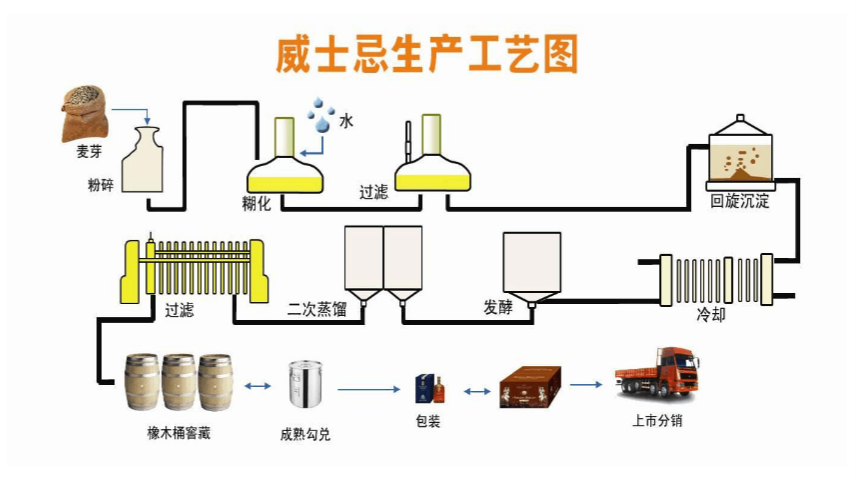 威士忌生产工艺图
水
麦芽
粉碎
糊化
过滤
回旋沉淀
过滤
二次蒸馏
发酵
冷却
橡木桶窖藏
成熟勾兑
包装
上市分销